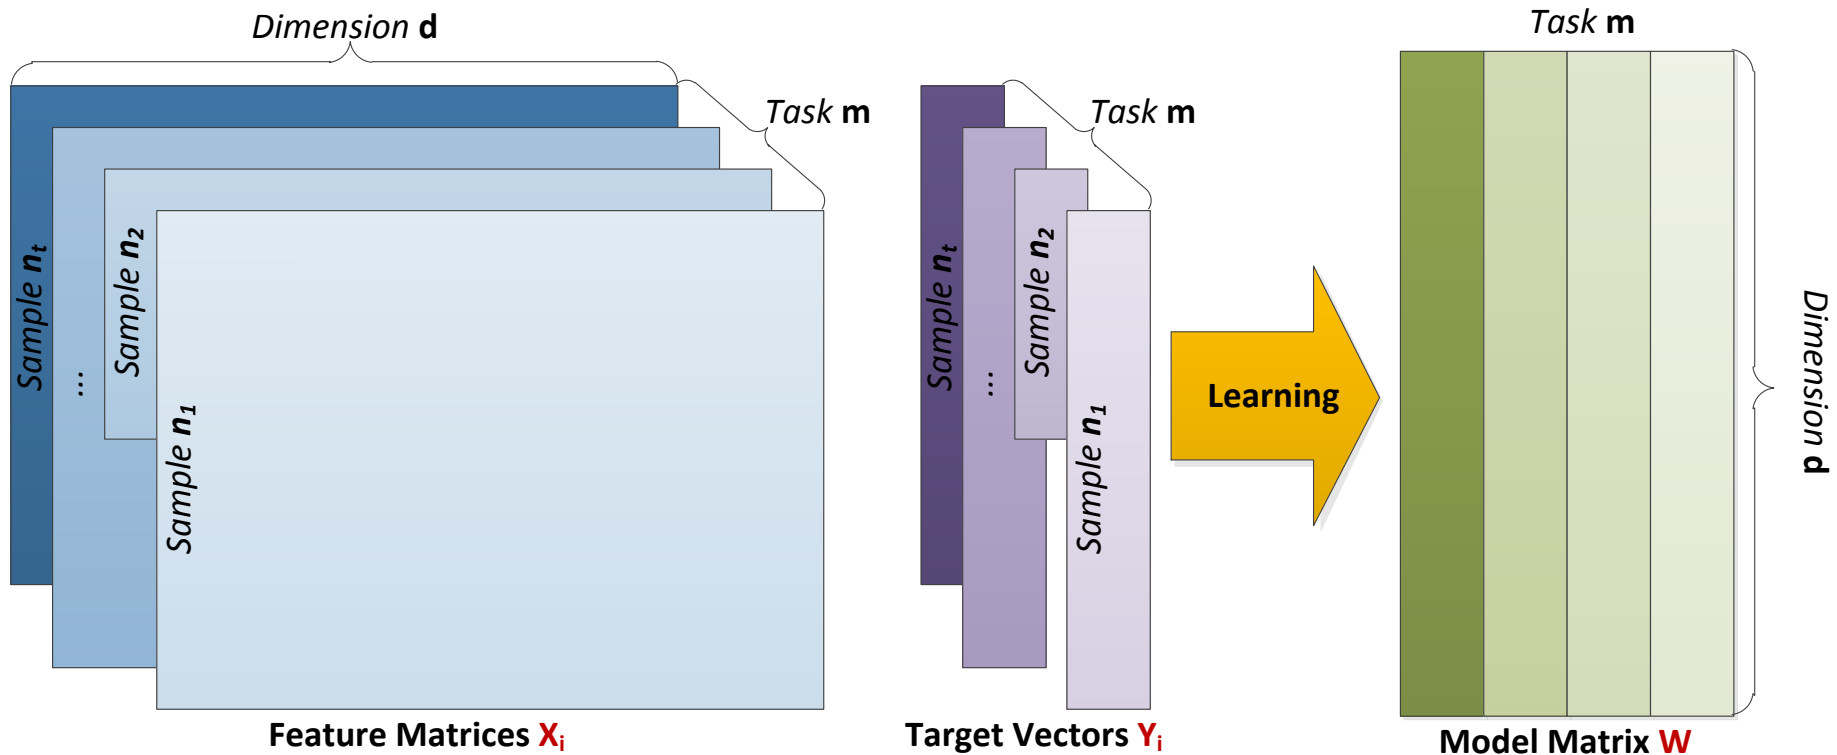 Dimension d
Task m
Sample nt
...
Sample n2
Sample n1
Feature Matrices Xi
Task m
Sample nt
...
Sample n2
Sample n1
Target Vectors Yi
Learning
Task m
Dimension d
Model Matrix W